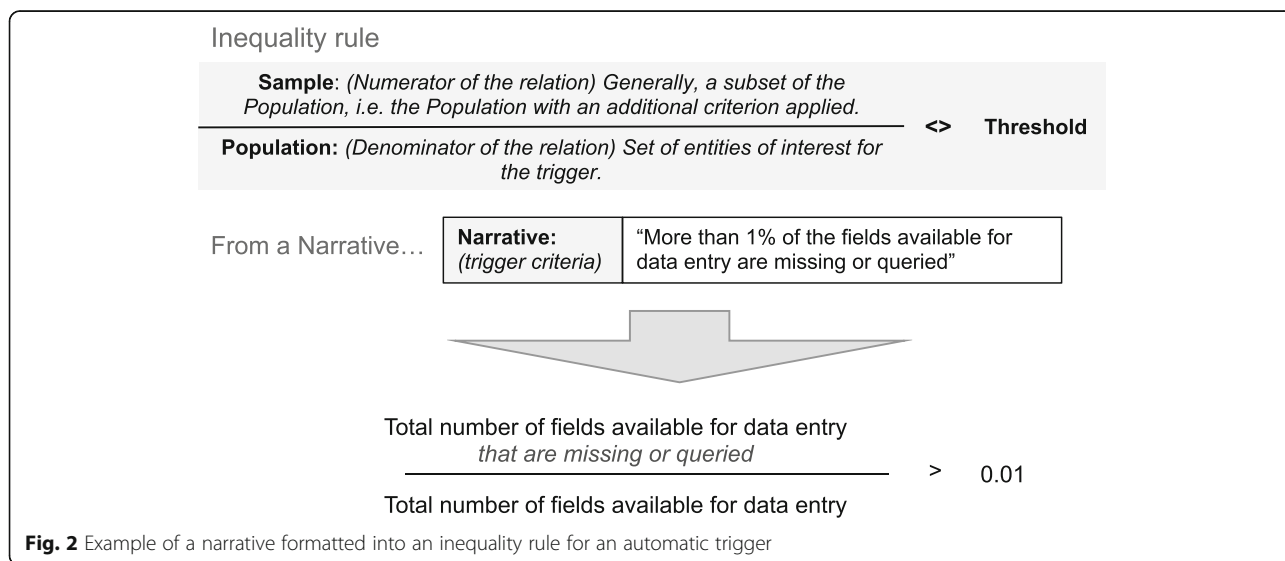 Inequality rule
Sample: (Numerator of the relation) Generally, a subset of the
Population, i.e. the Population with an additional criterion applied.
<> Threshold
Population: (Denominator of the relation) Set of entities of interest for
the trigger.
From a Narrative...
Narrative:
(trigger criteria)
“More than 1% of the fields available for
data entry are missing or queried”
Total number of fields available for data entry
that are missing or queried
> 0.01
Total number of fields available for data entry
Fig. 2 Example of a narrative formatted into an inequality rule for an automatic trigger